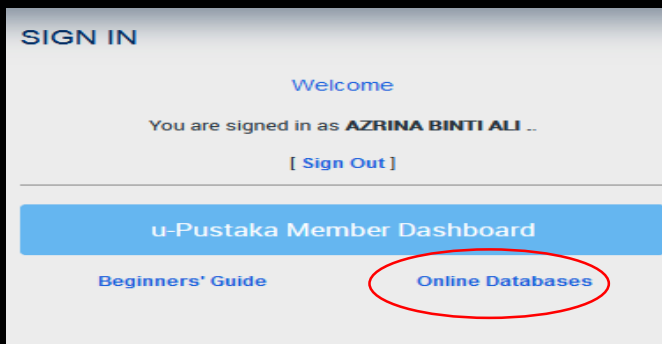 SIGN IN
Welcome
You are signed in as AZRINA BINTI ALI ..
[ Sign Out ]
u-Pustaka Member Dashboard
Beginners' Guide Online Databases